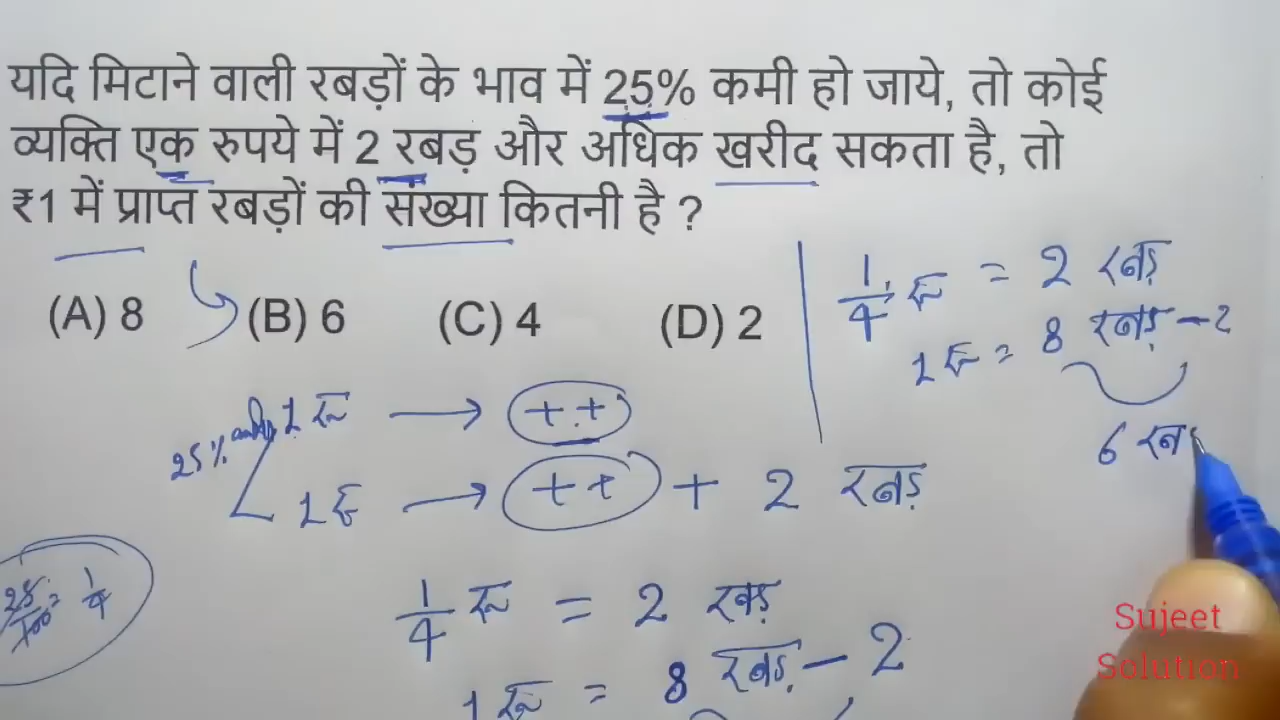 यदि मिटाने वाली रबड़ों के भाव में 25% कमी हो जाये, तो कोई
व्यक्ति एक रुपये में 2 रबड़ और अधिक खरीद सकता है, तो
₹1 में प्राप्त रबड़ों की संख्या कितनी है ?
(A) 8 (B) 6 (C) 4 (D) 2
1/4 रु = 2 रबड़
1 रु = 8 रबड़ - 2
6 रब
25% 1 रु → + +
1 रु → + + + 2 रबड़
25/100 = 1/4
1/4 रु = 2 रबड़
1 रु = 8 रबड़ - 2
Sujeet
Solution